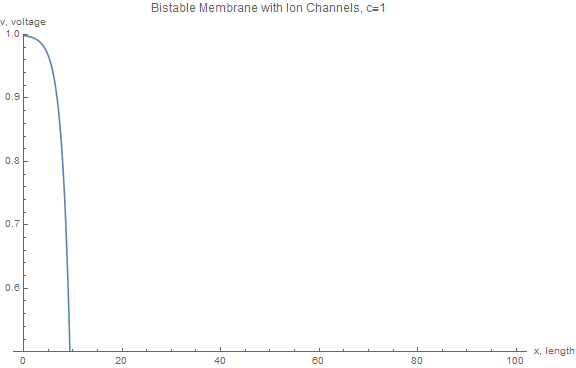 Bistable Membrane with Ion Channels, c=1
v, voltage
1.0
0.9
0.8
0.7
0.6
0 20 40 60 80 100
x, length